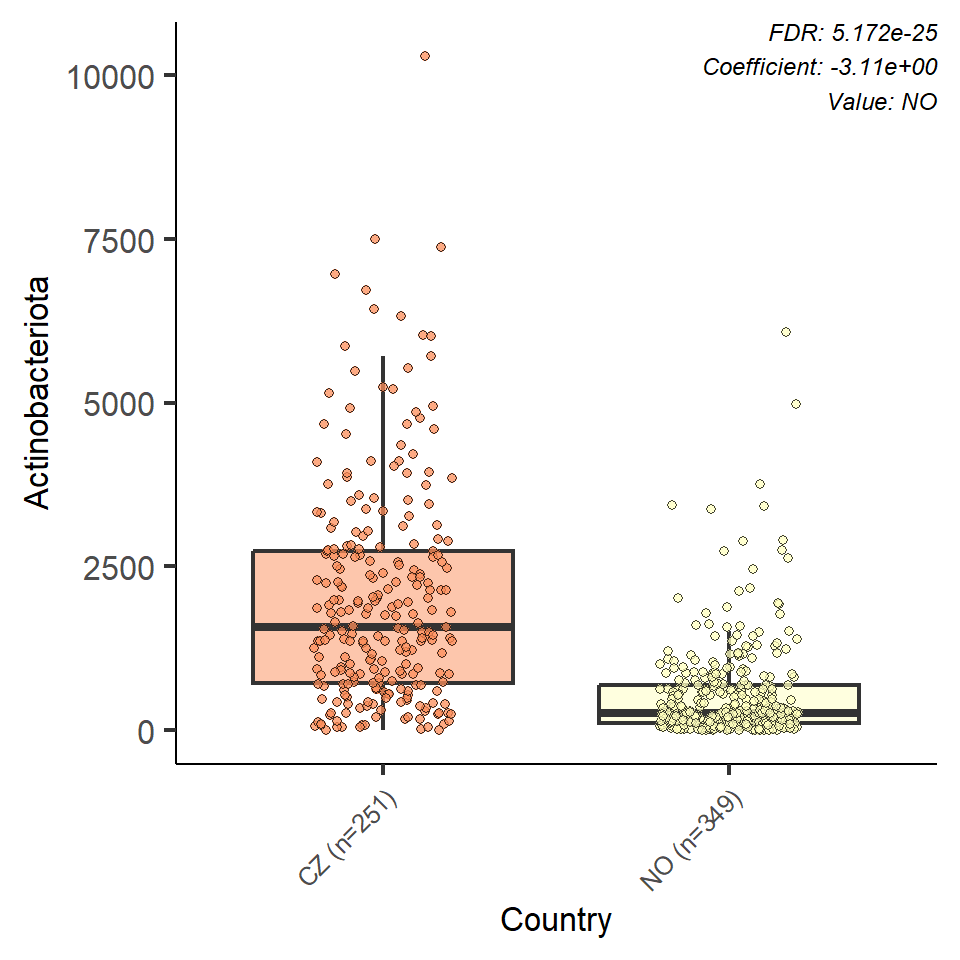 FDR: 5.172e-25
Coefficient: -3.11e+00
Value: NO
10000
7500
5000
2500
0
Actinobacteriota
CZ (n=251)
NO (n=349)
Country